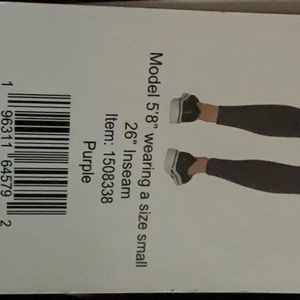 Model 5'8" wearing a size small
26" Inseam
Item: 1508338
Purple
1 96311 64579 2